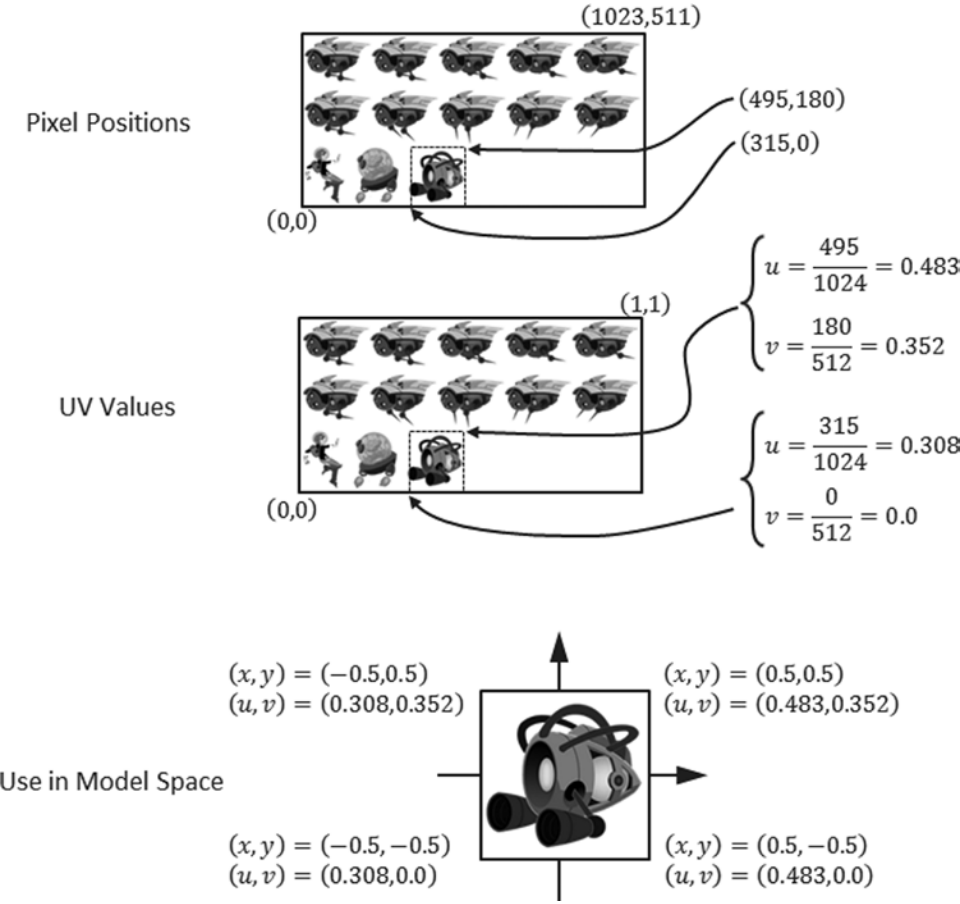 (1023,511)
Pixel Positions
(495,180)
(315,0)
(0,0)
u = 495/1024 = 0.483
(1,1)
v = 180/512 = 0.352
UV Values
u = 315/1024 = 0.308
(0,0)
v = 0/512 = 0.0
(x, y) = (−0.5,0.5)
(u, v) = (0.308,0.352)
(x, y) = (0.5,0.5)
(u, v) = (0.483,0.352)
Use in Model Space
(x, y) = (−0.5, −0.5)
(u, v) = (0.308,0.0)
(x, y) = (0.5, −0.5)
(u, v) = (0.483,0.0)